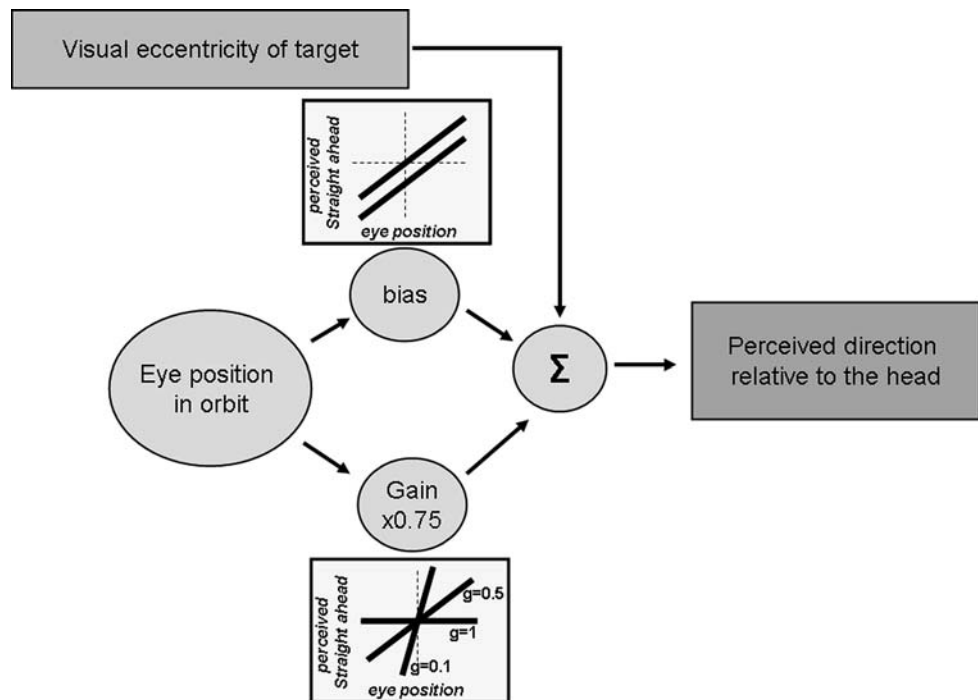 Visual eccentricity of target
perceived
Straight ahead
eye position
bias
Eye position
in orbit
Σ
Perceived direction
relative to the head
Gain
x0.75
perceived
Straight ahead
g=0.5
g=1
g=0.1
eye position